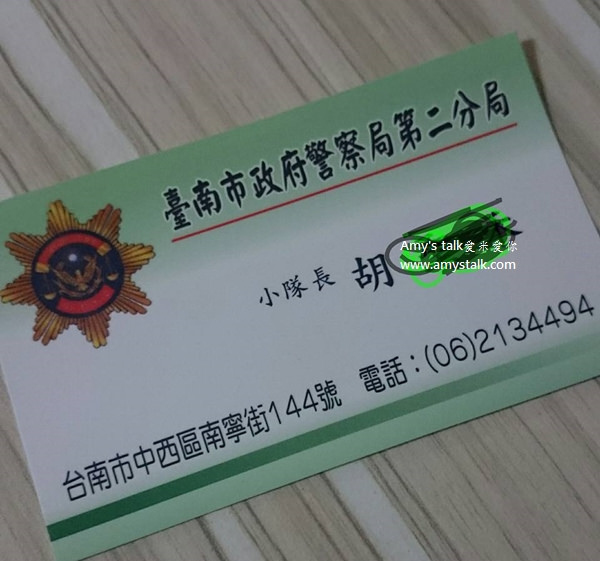 臺南市政府警察局第二分局
小隊長 胡
Amy's talk愛米愛你
www.amystalk.com
台南市中西區南寧街144號 電話：(06)2134494